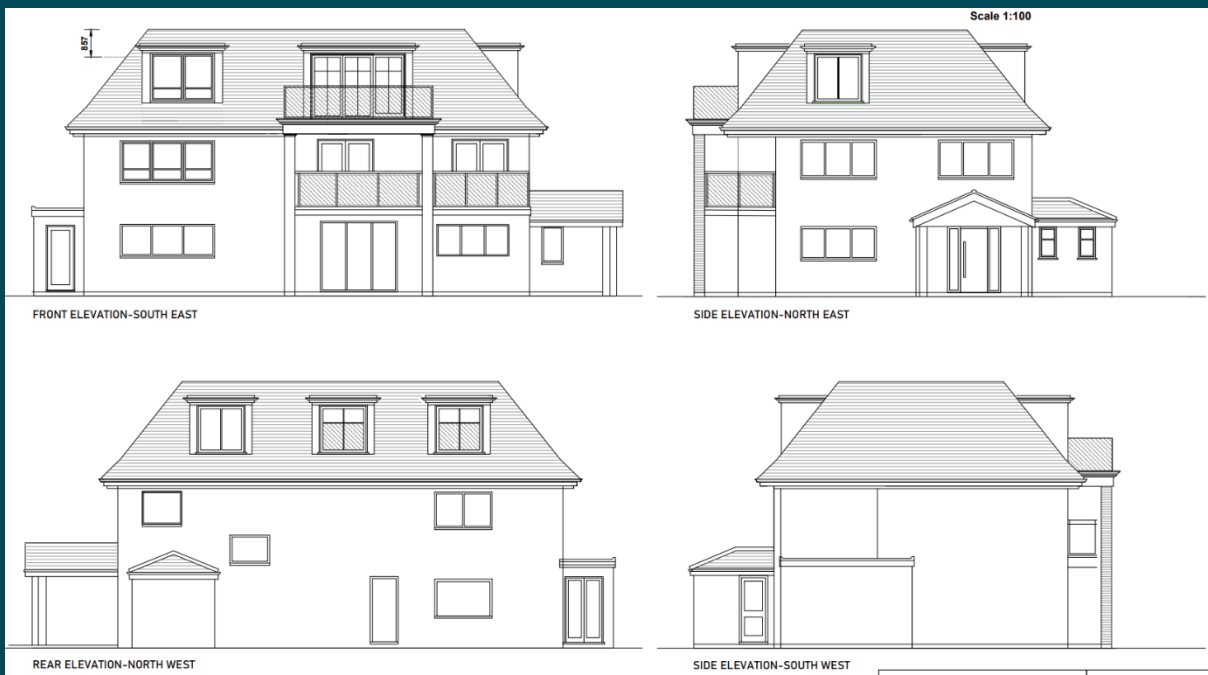 Scale 1:100
857
FRONT ELEVATION-SOUTH EAST
SIDE ELEVATION-NORTH EAST
REAR ELEVATION-NORTH WEST
SIDE ELEVATION-SOUTH WEST